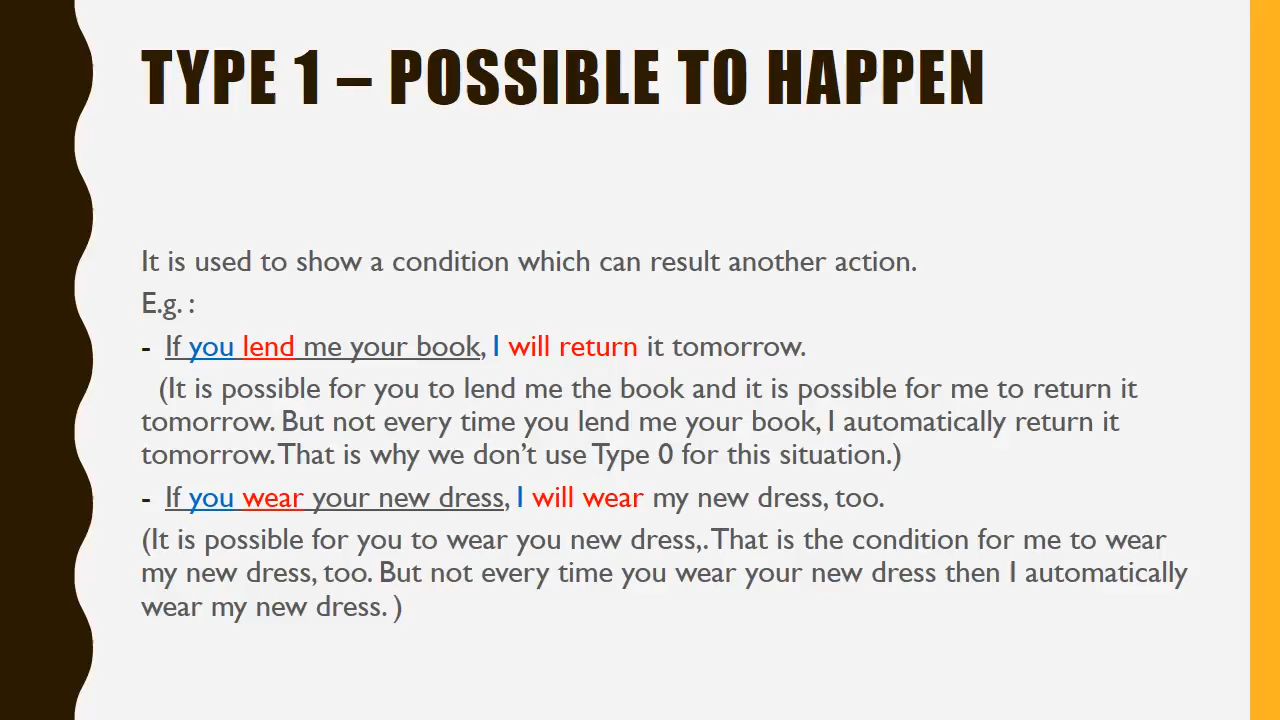 TYPE 1 – POSSIBLE TO HAPPEN
It is used to show a condition which can result another action.
E.g. :
- If you lend me your book, I will return it tomorrow.
(It is possible for you to lend me the book and it is possible for me to return it
tomorrow. But not every time you lend me your book, I automatically return it
tomorrow. That is why we don’t use Type 0 for this situation.)
- If you wear your new dress, I will wear my new dress, too.
(It is possible for you to wear you new dress,. That is the condition for me to wear
my new dress, too. But not every time you wear your new dress then I automatically
wear my new dress. )